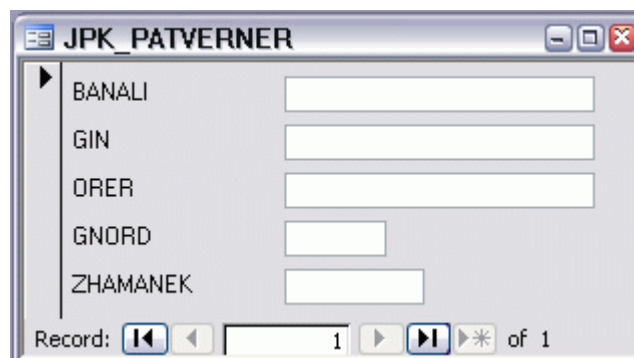 JPK_PATVERNER
BANALI
GIN
ORER
GNORD
ZHAMANEK
Record: 1 of 1